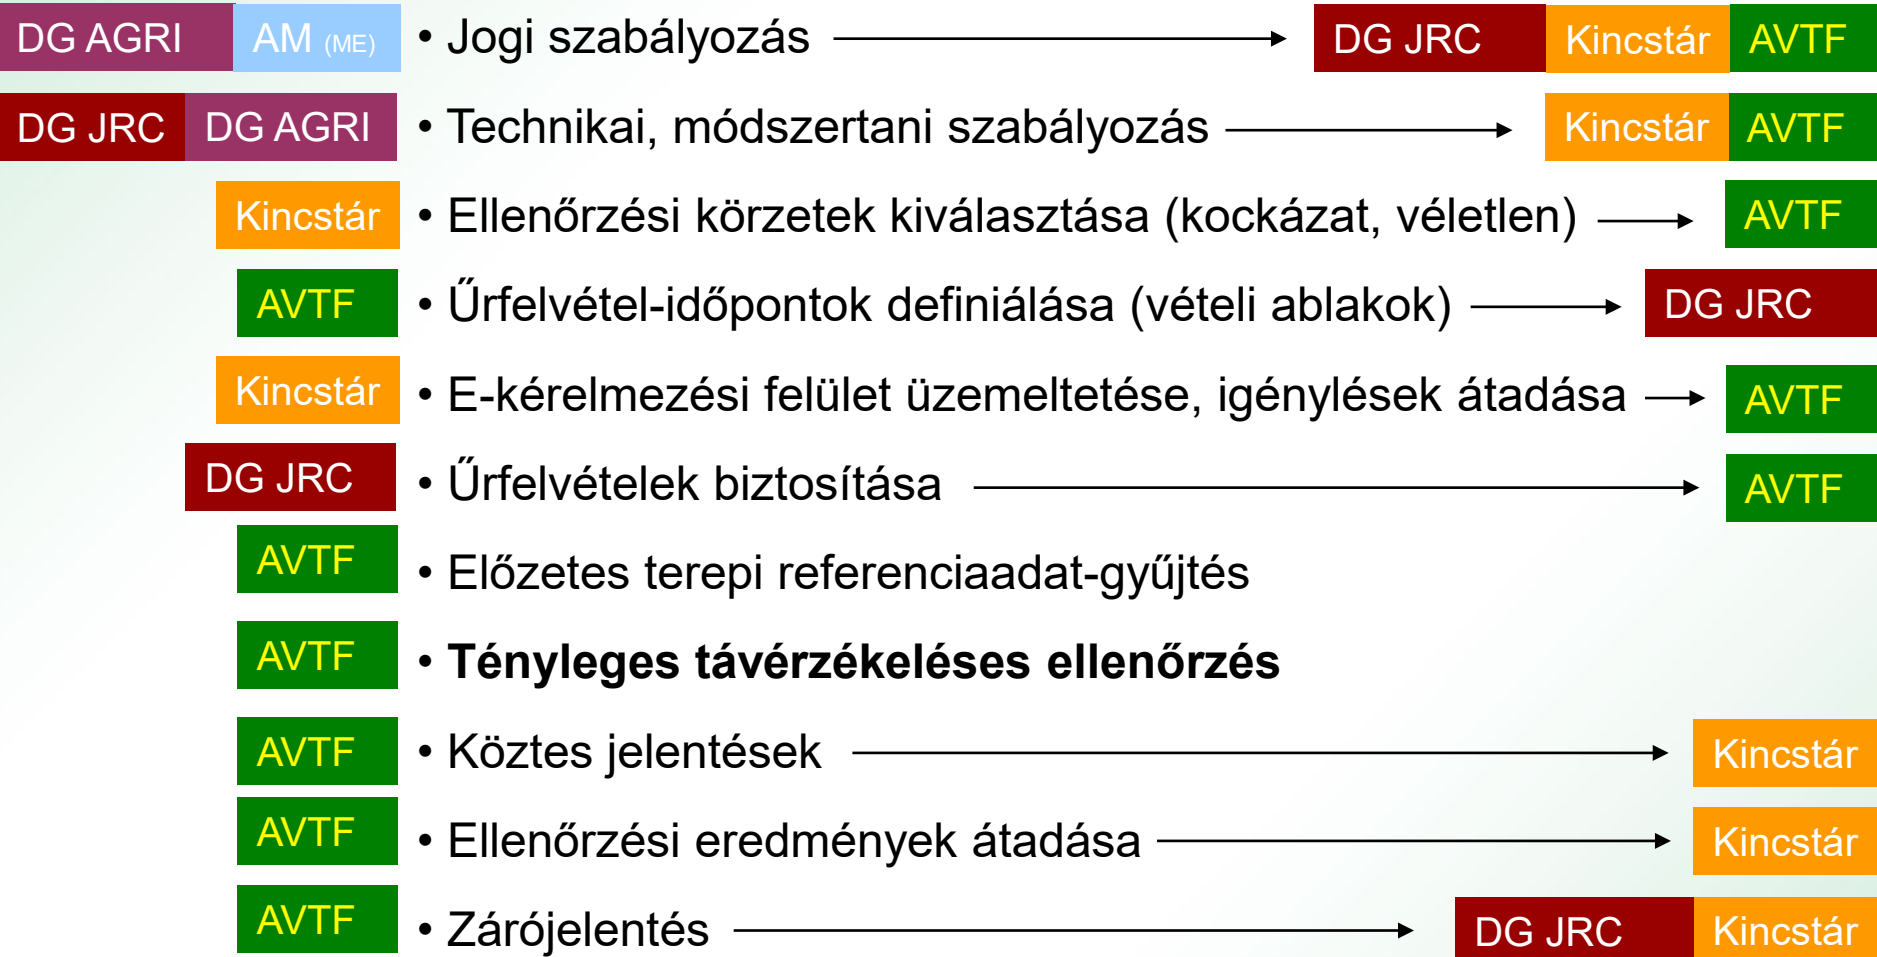 DG AGRI AM (ME) • Jogi szabályozás DG JRC Kincstár AVTF
DG JRC DG AGRI • Technikai, módszertani szabályozás Kincstár AVTF
Kincstár • Ellenőrzési körzetek kiválasztása (kockázat, véletlen) AVTF
AVTF • Űrfelvétel-időpontok definiálása (vételi ablakok) DG JRC
Kincstár • E-kérelmezési felület üzemeltetése, igénylések átadása AVTF
DG JRC • Űrfelvételek biztosítása AVTF
AVTF • Előzetes terepi referenciaadat-gyűjtés
AVTF • Tényleges távérzékeléses ellenőrzés
AVTF • Köztes jelentések Kincstár
AVTF • Ellenőrzési eredmények átadása Kincstár
AVTF • Zárójelentés DG JRC Kincstár